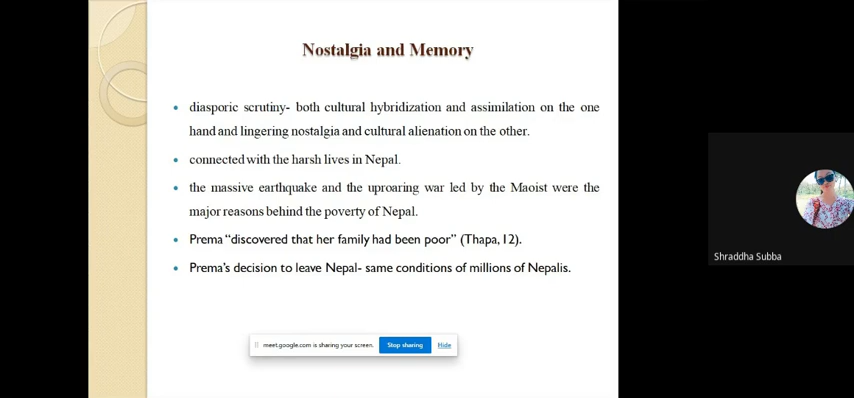 Nostalgia and Memory
• diasporic scrutiny- both cultural hybridization and assimilation on the one
hand and lingering nostalgia and cultural alienation on the other.
• connected with the harsh lives in Nepal.
• the massive earthquake and the uproaring war led by the Maoist were the
major reasons behind the poverty of Nepal.
• Prema “discovered that her family had been poor” (Thapa, 12).
• Prema’s decision to leave Nepal- same conditions of millions of Nepalis.
Shraddha Subba
meet.google.com is sharing your screen. Stop sharing Hide